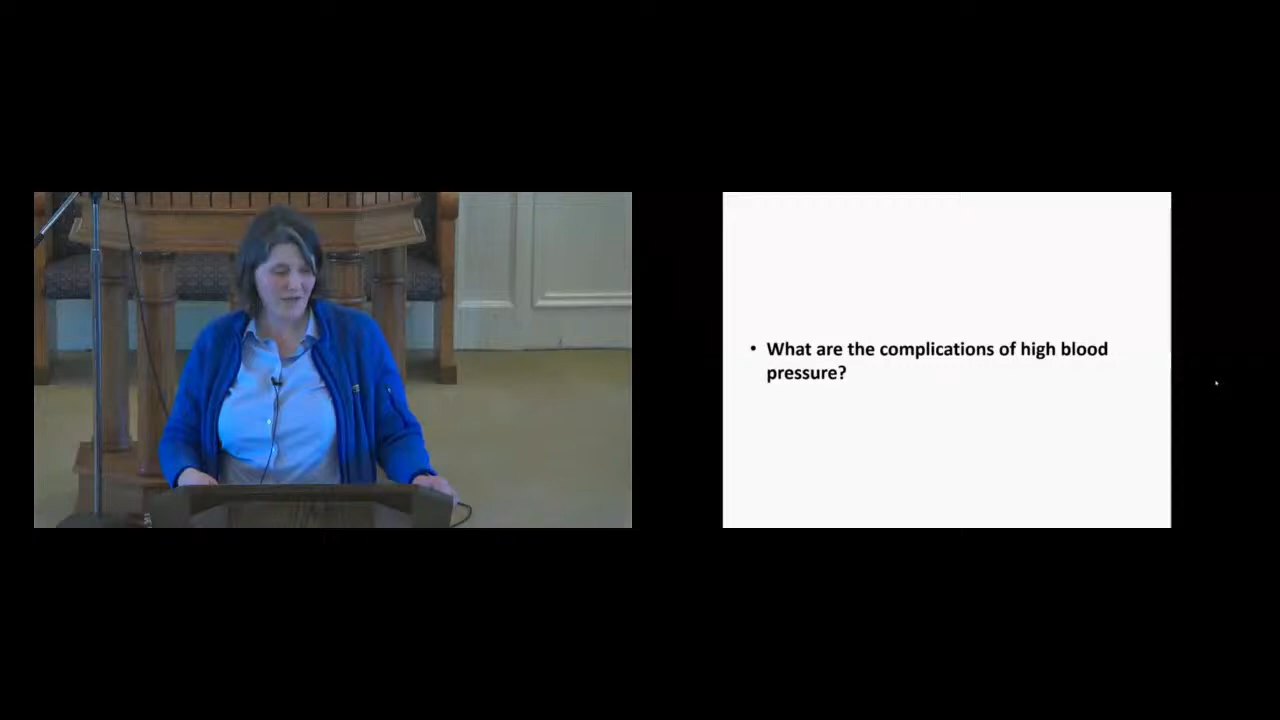 • What are the complications of high blood
pressure?